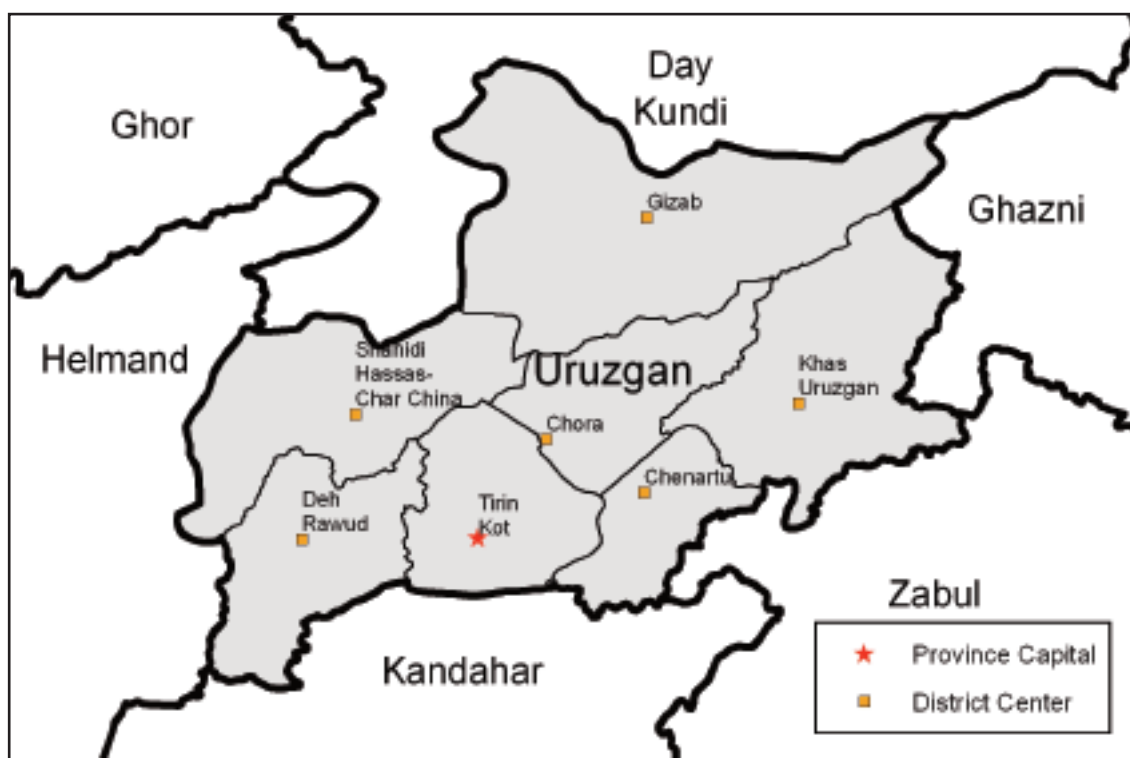 Day
Kundi
Ghor
Ghazni
Gizab
Helmand
Shahidi
Hassas-
Char China
Uruzgan
Khas
Uruzgan
Chora
Chenartu
Deh
Rawud
Tirin
Kot
Zabul
Kandahar
Province Capital
District Center